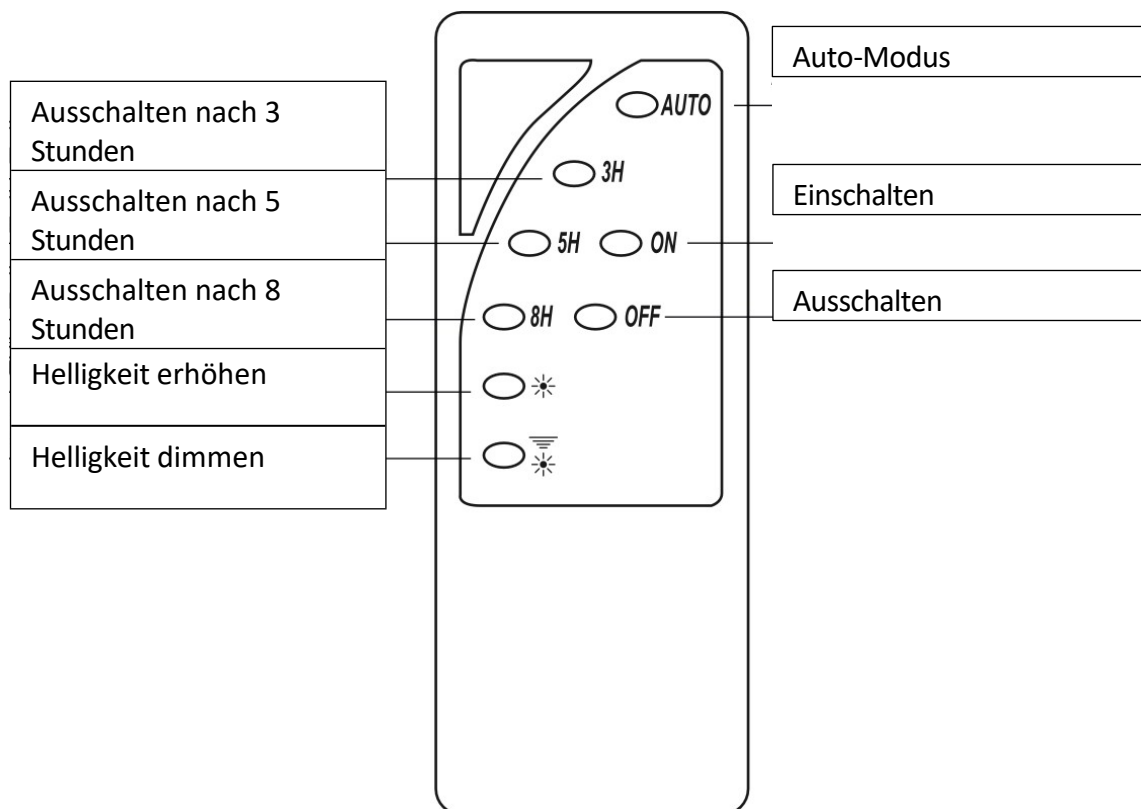 Ausschalten nach 3
Stunden
Ausschalten nach 5
Stunden
Ausschalten nach 8
Stunden
Helligkeit erhöhen
Helligkeit dimmen
AUTO
3H
5H
ON
8H
OFF
Auto-Modus
Einschalten
Ausschalten